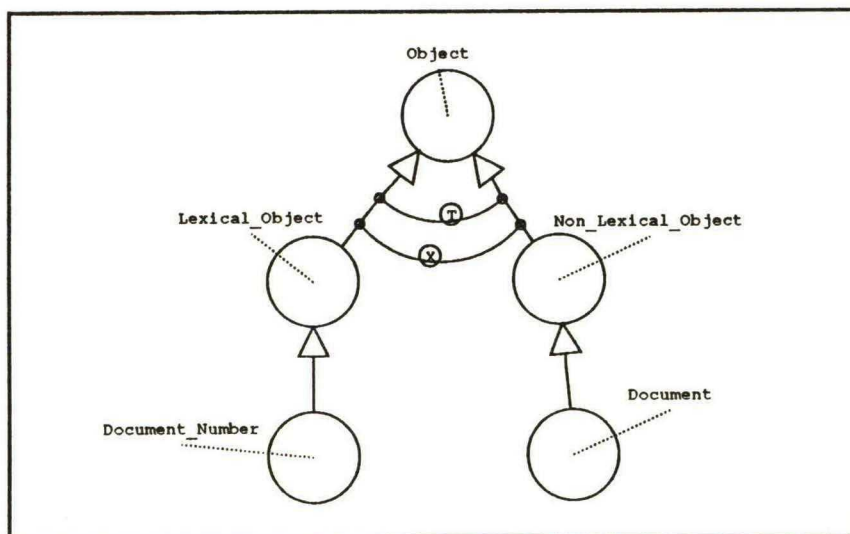 Object
Lexical_Object
T
Non_Lexical_Object
X
Document
Document_Number